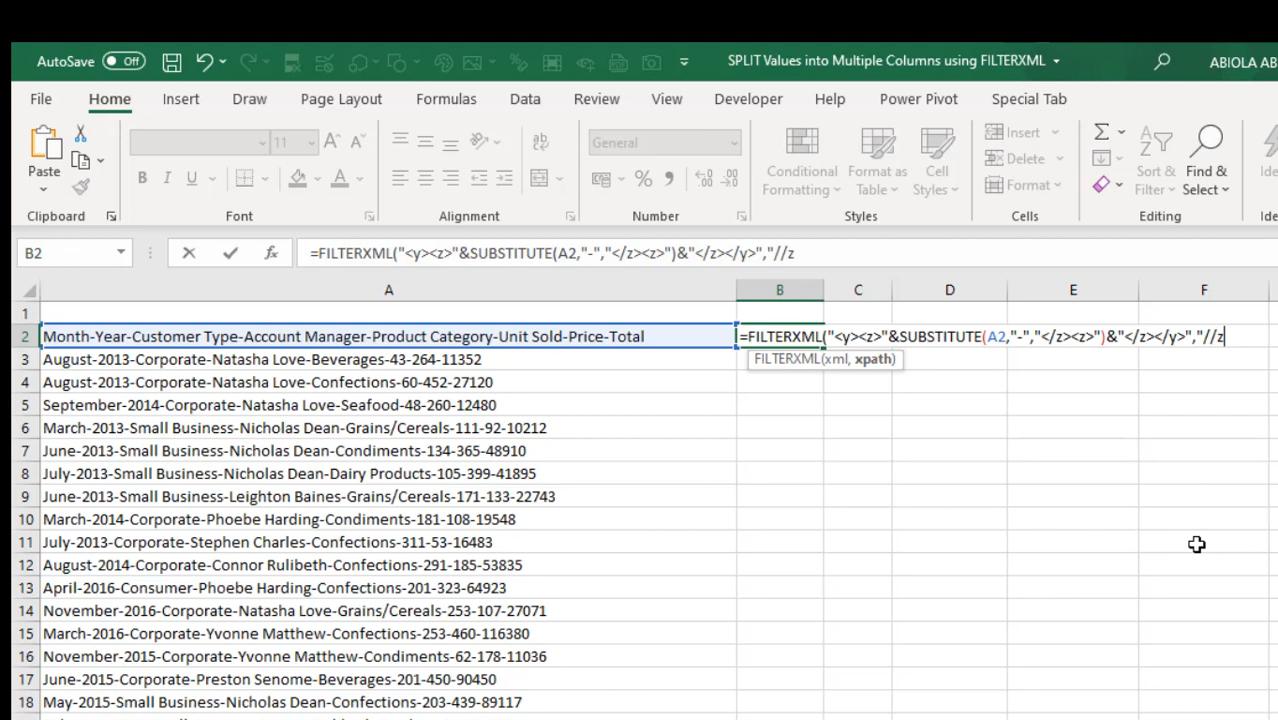 AutoSave Off SPLIT Values into Multiple Columns using FILTERXML ABIOLA AB
File Home Insert Draw Page Layout Formulas Data Review View Developer Help Power Pivot Special Tab
Paste
11
B I U A
ab
General
% 9
Conditional Formatting
Format as Table
Cell Styles
Insert
Delete
Format
Sort & Filter
Find & Select
Ide
Clipboard Font Alignment Number Styles Cells Editing Ide
B2 fx =FILTERXML("<y><z>"&SUBSTITUTE(A2,"-","</z><z>")&"</z></y>","//z
A B C D E F
1
2 Month-Year-Customer Type-Account Manager-Product Category-Unit Sold-Price-Total =FILTERXML("<y><z>"&SUBSTITUTE(A2,"-","</z><z>")&"</z></y>","//z
FILTERXML(xml, xpath)
3 August-2013-Corporate-Natasha Love-Beverages-43-264-11352
4 August-2013-Corporate-Natasha Love-Confections-60-452-27120
5 September-2014-Corporate-Natasha Love-Seafood-48-260-12480
6 March-2013-Small Business-Nicholas Dean-Grains/Cereals-111-92-10212
7 June-2013-Small Business-Nicholas Dean-Condiments-134-365-48910
8 July-2013-Small Business-Nicholas Dean-Dairy Products-105-399-41895
9 June-2013-Small Business-Leighton Baines-Grains/Cereals-171-133-22743
10 March-2014-Corporate-Phoebe Harding-Condiments-181-108-19548
11 July-2013-Corporate-Stephen Charles-Confections-311-53-16483
12 August-2014-Corporate-Connor Rulibeth-Confections-291-185-53835
13 April-2016-Consumer-Phoebe Harding-Confections-201-323-64923
14 November-2016-Corporate-Natasha Love-Grains/Cereals-253-107-27071
15 March-2016-Corporate-Yvonne Matthew-Confections-253-460-116380
16 November-2015-Corporate-Yvonne Matthew-Condiments-62-178-11036
17 June-2015-Corporate-Preston Senome-Beverages-201-450-90450
18 May-2015-Small Business-Nicholas Dean-Confections-203-439-89117